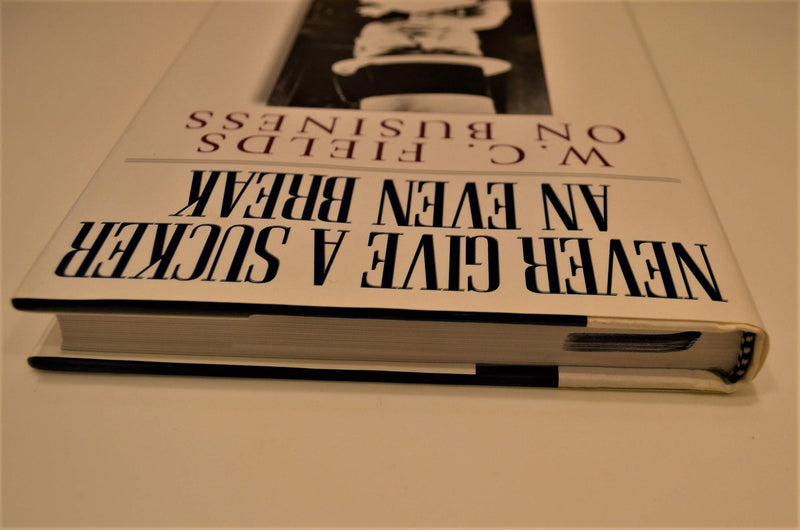 NEVER GIVE A SUCKER
AN EVEN BREAK
W.C. FIELDS
ON BUSINESS